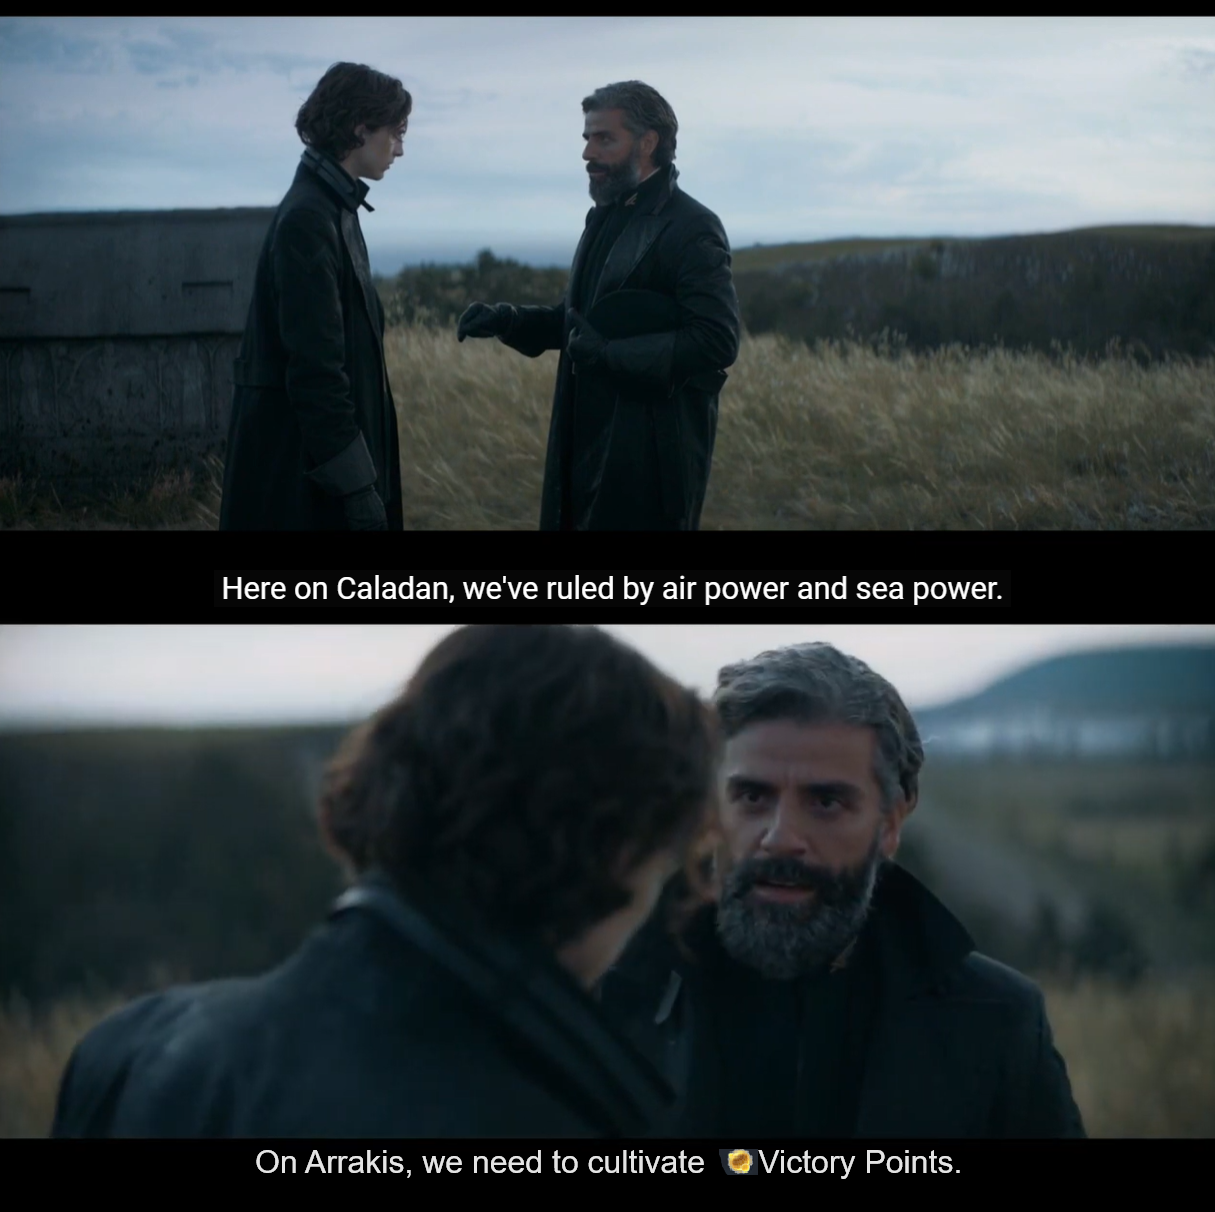 Here on Caladan, we've ruled by air power and sea power.
On Arrakis, we need to cultivate Victory Points.